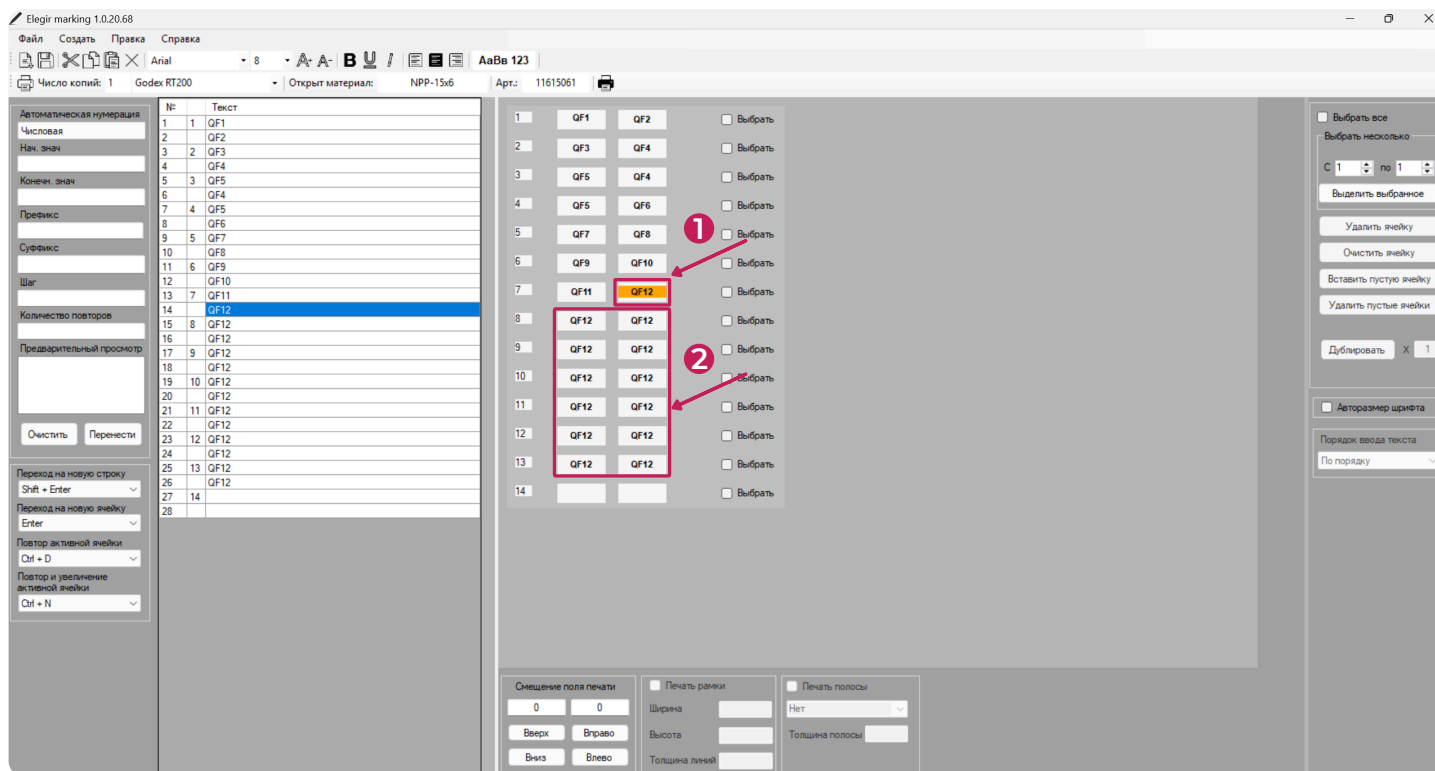 Elegir marking 1.0.20.68
Файл Создать Правка Справка
Arial 8 A+ A- B U I АаВв 123
Число копий: 1 Godex RT200 Открыт материал: NPP-15x6 Арт.: 11615061
Автоматическая нумерация
Числовая
Нач. знач
Конечн. знач
Префикс
Суффикс
Шаг
Количество повторов
Предварительный просмотр
Очистить Перенести
Переход на новую строку
Shift + Enter
Переход на новую ячейку
Enter
Повтор активной ячейки
Ctrl + D
Повтор и увеличение
активной ячейки
Ctrl + N
№ Текст
1 1 QF1
2 QF2
3 2 QF3
4 QF4
5 3 QF5
6 QF4
7 4 QF5
8 QF6
9 5 QF7
10 QF8
11 6 QF9
12 QF10
13 7 QF11
14 QF12
15 8 QF12
16 QF12
17 9 QF12
18 QF12
19 10 QF12
20 QF12
21 11 QF12
22 QF12
23 12 QF12
24 QF12
25 13 QF12
26 QF12
27 14
28
1 QF1 QF2 Выбрать
2 QF3 QF4 Выбрать
3 QF5 QF4 Выбрать
4 QF5 QF6 Выбрать
5 QF7 QF8 1 Выбрать
6 QF9 QF10 Выбрать
7 QF11 QF12 Выбрать
8 QF12 QF12 Выбрать
9 QF12 QF12 2 Выбрать
10 QF12 QF12 Выбрать
11 QF12 QF12 Выбрать
12 QF12 QF12 Выбрать
13 QF12 QF12 Выбрать
14 Выбрать
Смещение поля печати
0 0
Вверх Вправо
Вниз Влево
Печать рамки
Ширина
Высота
Толщина линий
Печать полосы
Нет
Толщина полосы
Выбрать все
Выбрать несколько
С 1 по 1
Выделить выбранное
Удалить ячейку
Очистить ячейку
Вставить пустую ячейку
Удалить пустые ячейки
Дублировать X 1
Авторазмер шрифта
Порядок ввода текста
По порядку